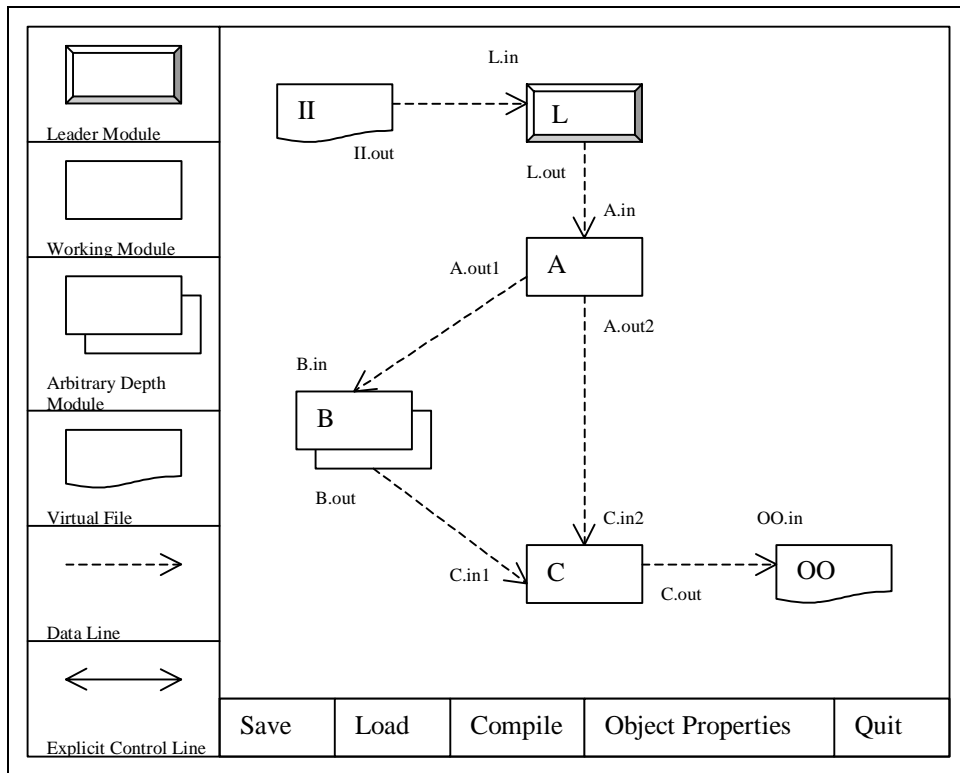 Leader Module
Working Module
Arbitrary Depth
Module
Virtual File
Data Line
Explicit Control Line
L.in
II
L
II.out
L.out
A.in
A.out1
A
A.out2
B.in
B
B.out
C.in2
OO.in
C.in1
C
OO
C.out
Save
Load
Compile
Object Properties
Quit